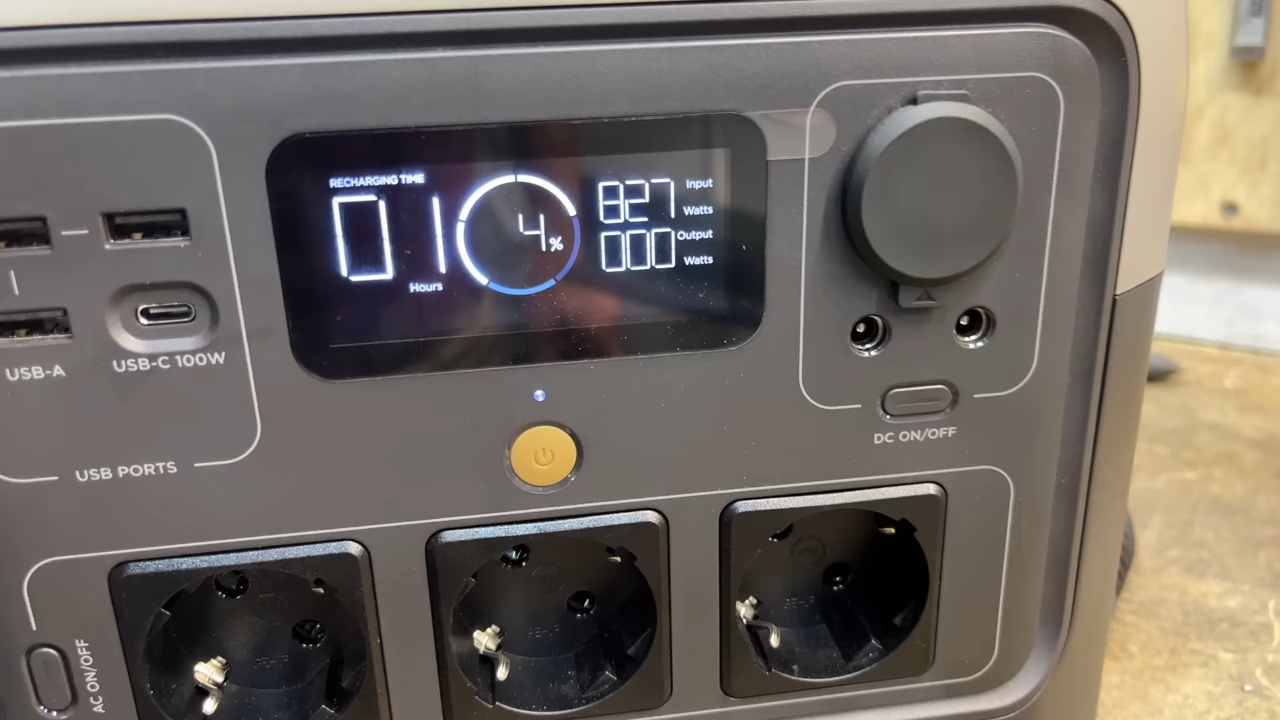 RECHARGING TIME
01
Hours
4%
827
Input
Watts
000
Output
Watts
USB-A
USB-C 100W
USB PORTS
DC ON/OFF
AC ON/OFF